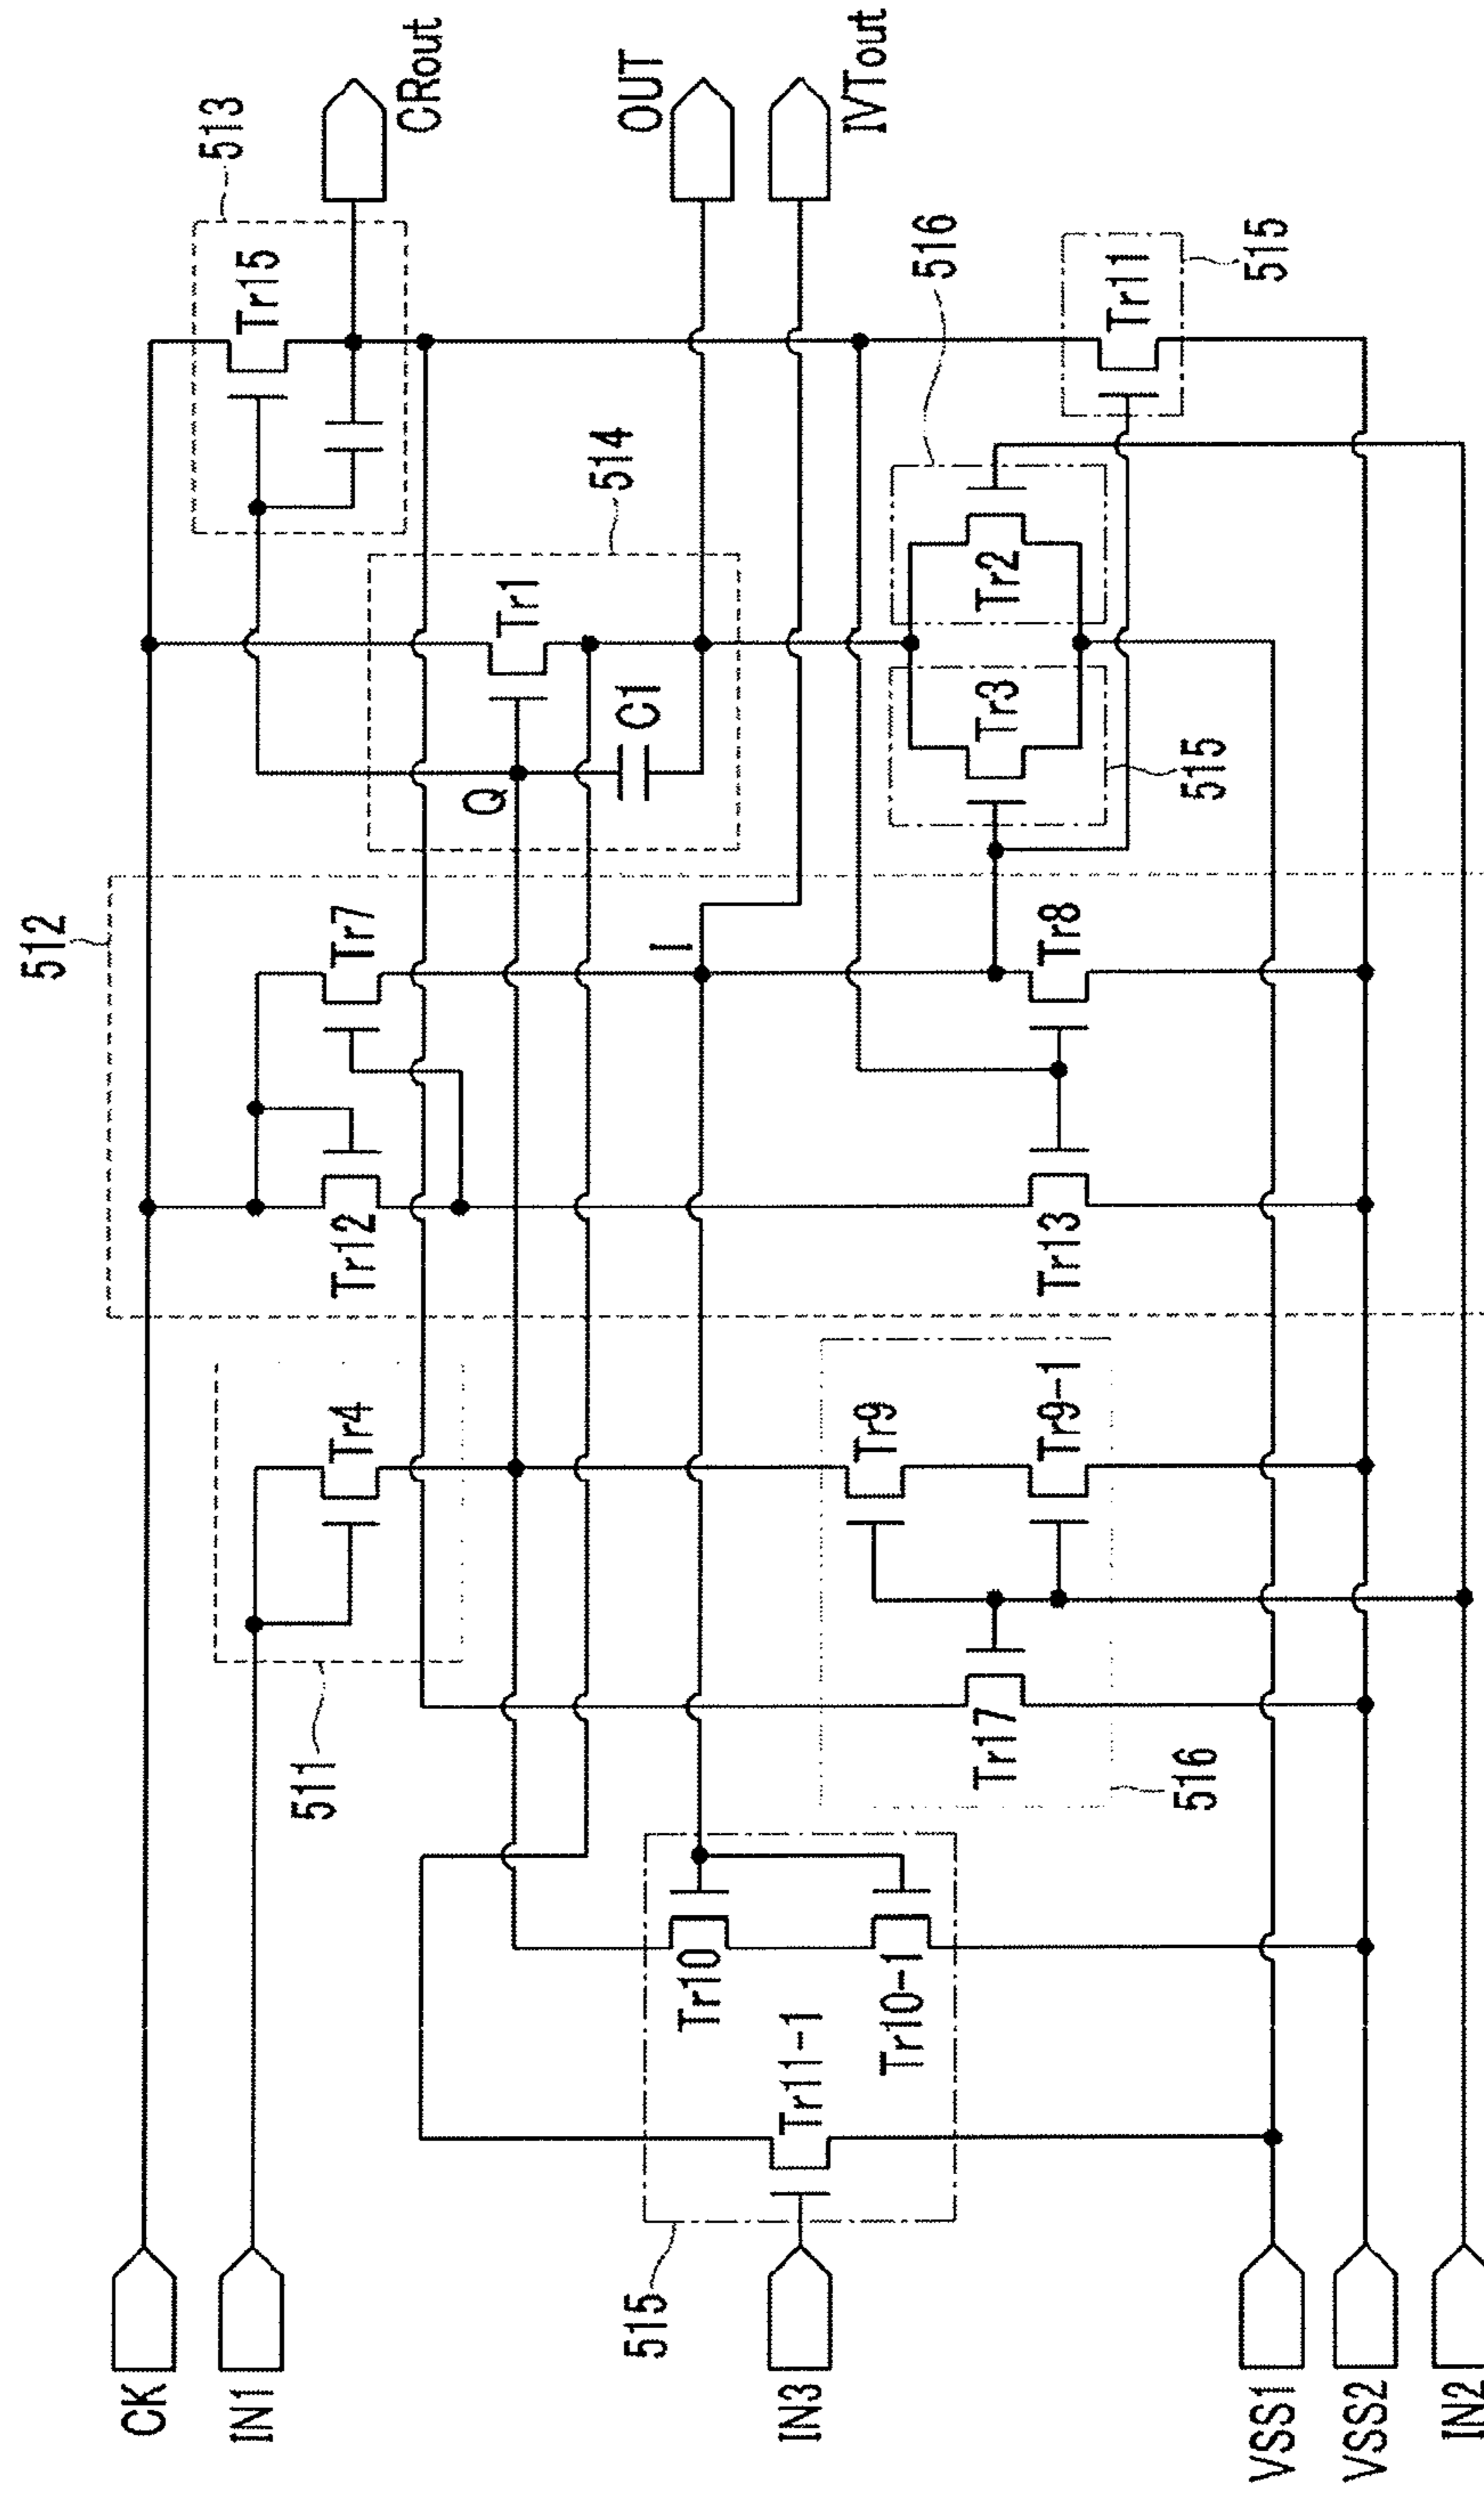 CK
IN1
IN3
VSS1
VSS2
IN2
515
Tr11-1
Tr10
Tr10-1
511
Tr4
Tr17
Tr9
Tr9-1
516
512
Tr12
Tr7
Tr13
Tr8
I
Q
C1
Tr1
514
Tr3
515
Tr2
516
513
Tr15
Tr11
515
CRout
OUT
IVTout